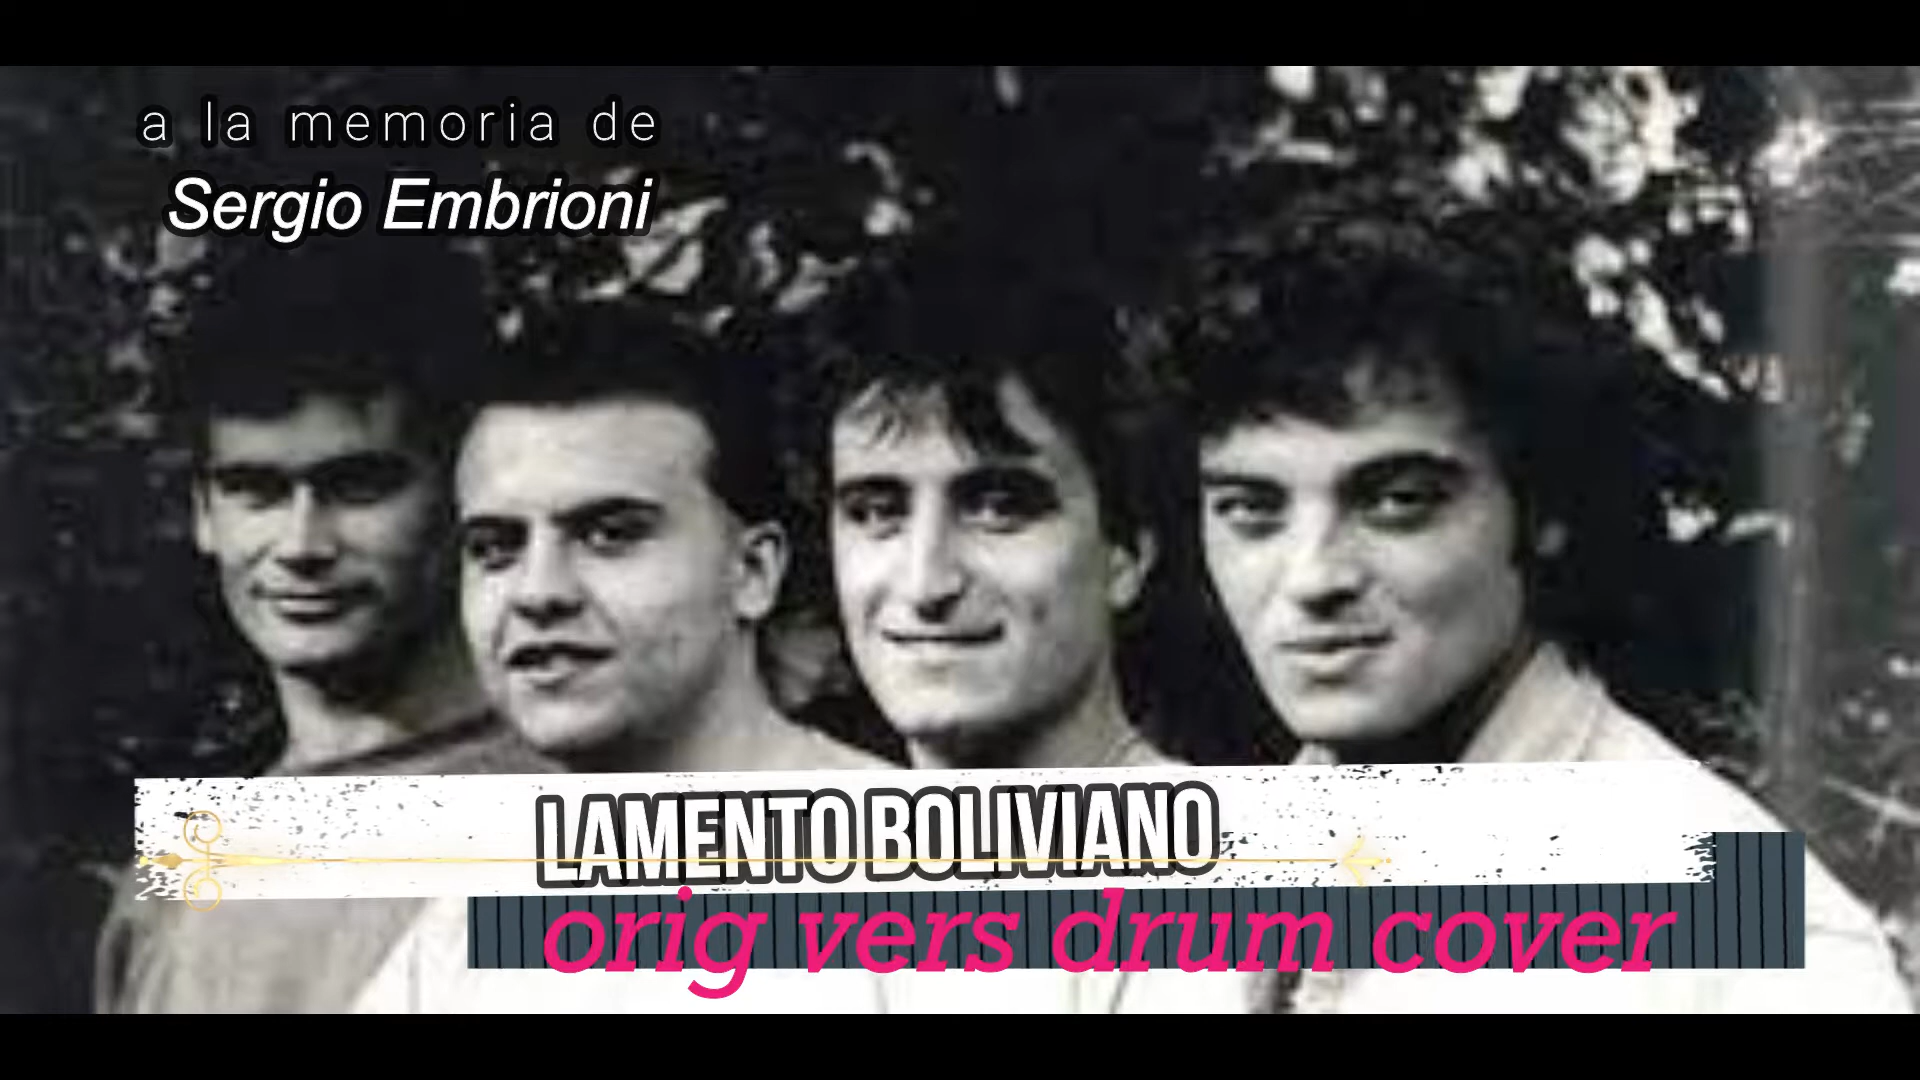 a la memoria de
Sergio Embrioni
LAMENTO BOLIVIANO
orig vers drum cover